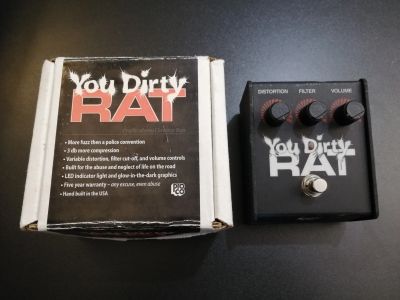 You Dirty
RAT
• More fuzz then a police convention
• 3 db more compression
• Variable distortion, filter cut-off, and volume controls
• Built for the abuse and neglect of life on the road
• LED indicator light and glow-in-the-dark graphics
• Five year warranty – any excuse, even abuse
• Hand built in the USA
DISTORTION FILTER VOLUME
You Dirty
RAT